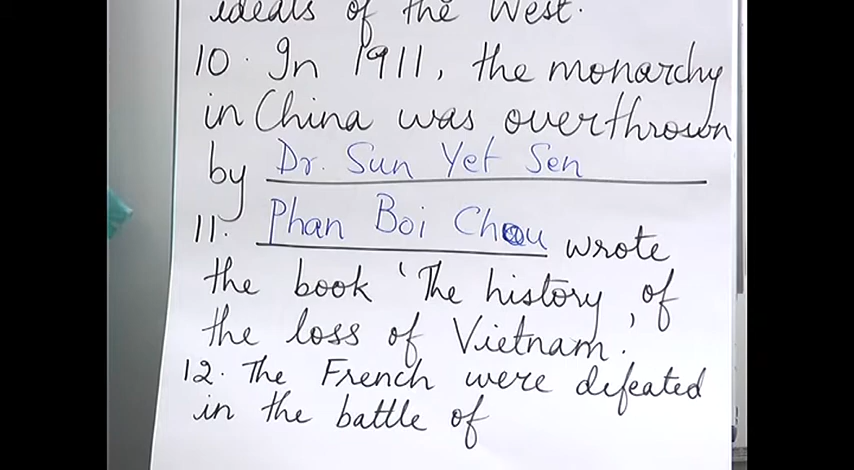 ideals of the West.
10. In 1911, the monarchy
in China was overthrown
by Dr. Sun Yet Sen
11. Phan Boi Chou wrote
the book 'The history of
the loss of Vietnam'.
12. The French were defeated
in the battle of